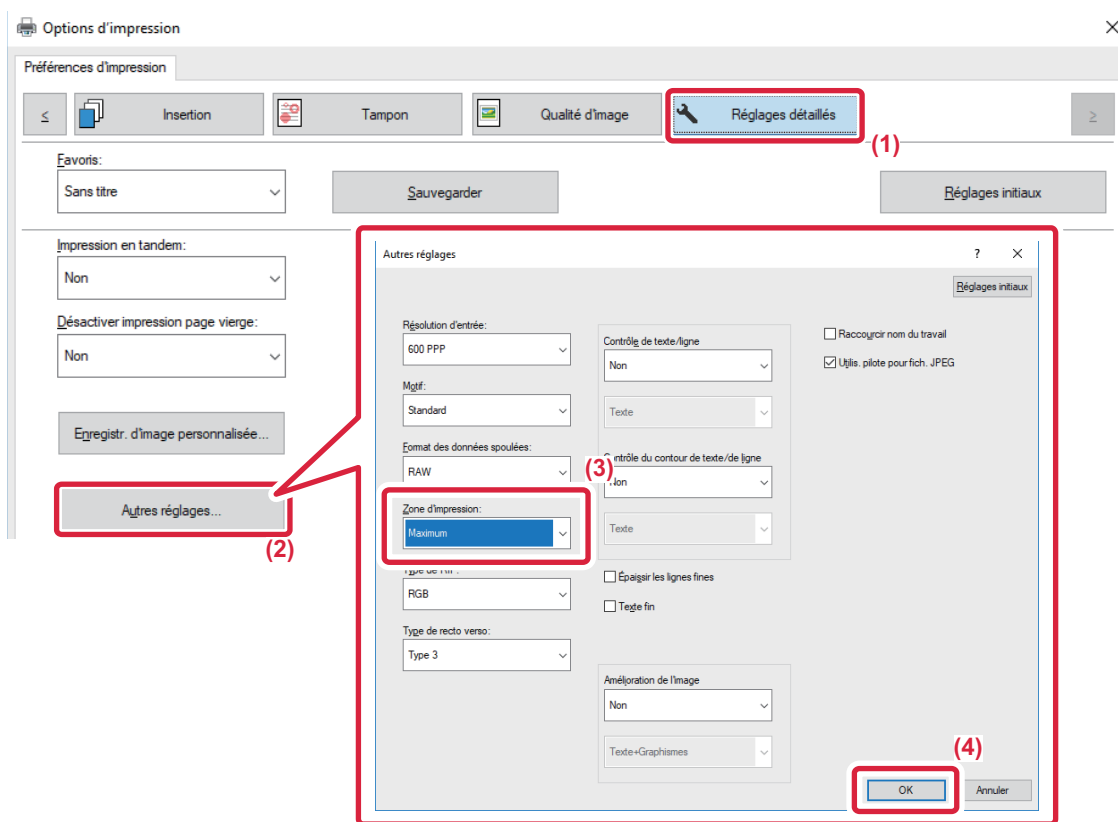 Options d'impression
Préférences d'impression
≤
Insertion
Tampon
Qualité d'image
Réglages détaillés
≥
(1)
Favoris:
Sans titre
Sauvegarder
Réglages initiaux
Impression en tandem:
Non
Désactiver impression page vierge:
Non
Enregistr. d'image personnalisée...
Autres réglages...
(2)
Autres réglages
?
Réglages initiaux
Résolution d'entrée:
600 PPP
Motif:
Standard
Format des données spoulées:
RAW
(3)
Zone d'impression:
Maximum
RGB
Type de recto verso:
Type 3
Contrôle de texte/ligne
Non
Texte
Contrôle du contour de texte/de ligne
Non
Texte
Épaissir les lignes fines
Texte fin
Amélioration de l'image
Non
Texte+Graphismes
Raccourcir nom du travail
Utilis. pilote pour fich. JPEG
(4)
OK
Annuler